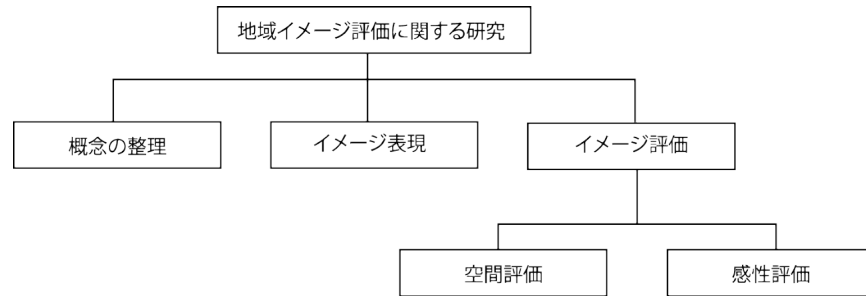 地域イメージ評価に関する研究
概念の整理
イメージ表現
イメージ評価
空間評価
感性評価